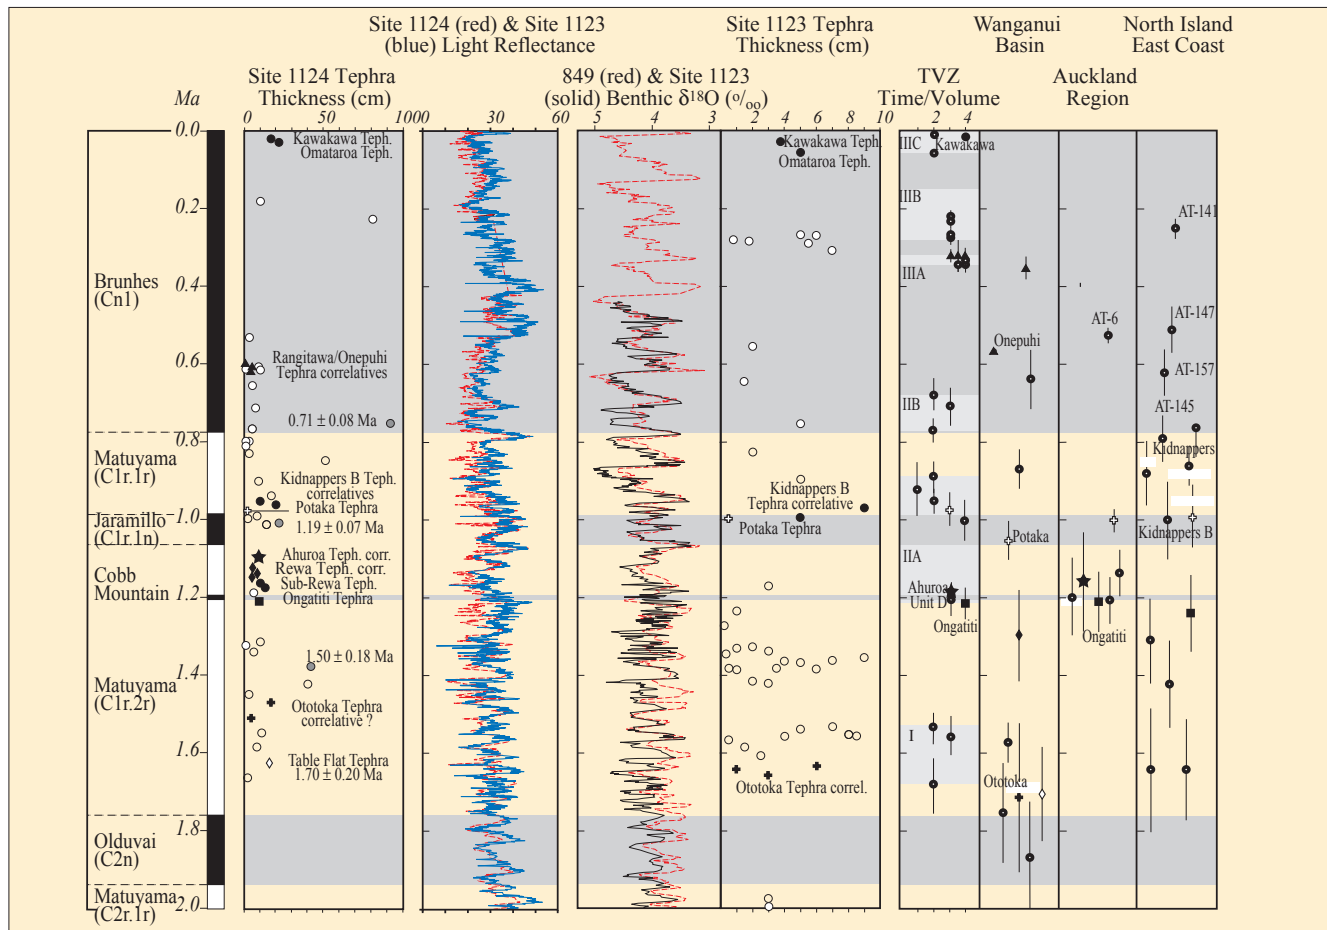 Site 1124 (red) & Site 1123
(blue) Light Reflectance
Site 1123 Tephra
Thickness (cm)
Wanganui
Basin
North Island
East Coast
Ma
Site 1124 Tephra
Thickness (cm)
849 (red) & Site 1123
(solid) Benthic δ18O (o/oo)
TVZ
Time/Volume
Auckland
Region
0 50 100
0 30 60
5 4 3
2 4 6 8 10
2 4
0.0
0.2
0.4
0.6
0.8
1.0
1.2
1.4
1.6
1.8
2.0
Brunhes
(Cn1)
Matuyama
(C1r.1r)
Jaramillo
(C1r.1n)
Cobb
Mountain
Matuyama
(C1r.2r)
Olduvai
(C2n)
Matuyama
(C2r.1r)
Kawakawa Teph.
Omataroa Teph.
Rangitawa/Onepuhi
Tephra correlatives
0.71 ± 0.08 Ma
Kidnappers B Teph.
correlatives
Potaka Tephra
1.19 ± 0.07 Ma
Ahuroa Teph. corr.
Rewa Teph. corr.
Sub-Rewa Teph.
Ongatiti Tephra
1.50 ± 0.18 Ma
Ototoka Tephra
correlative ?
Table Flat Tephra
1.70 ± 0.20 Ma
Kawakawa Teph.
Omataroa Teph.
Kidnappers B
Tephra correlative
Potaka Tephra
Ototoka Tephra correl.
IIIC
Kawakawa
IIIB
IIIA
IIB
IIA
Ahuroa
Unit D
Ongatiti
I
Onepuhi
Potaka
Ototoka
AT-6
Ongatiti
AT-141
AT-147
AT-157
AT-145
Kidnappers
Kidnappers B